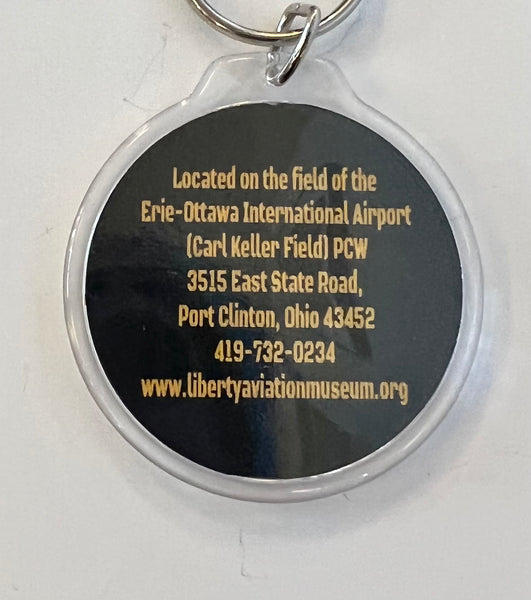 Located on the field of the
Erie-Ottawa International Airport
(Carl Keller Field) PCW
3515 East State Road,
Port Clinton, Ohio 43452
419-732-0234
www.libertyaviationmuseum.org